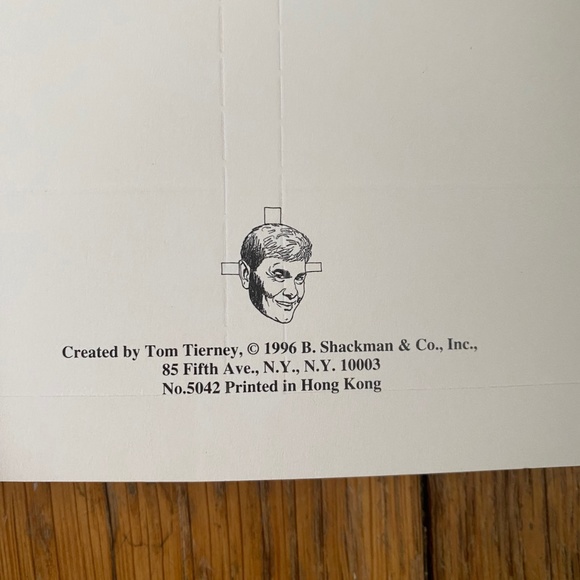 Created by Tom Tierney, © 1996 B. Shackman & Co., Inc.,
85 Fifth Ave., N.Y., N.Y. 10003
No.5042 Printed in Hong Kong